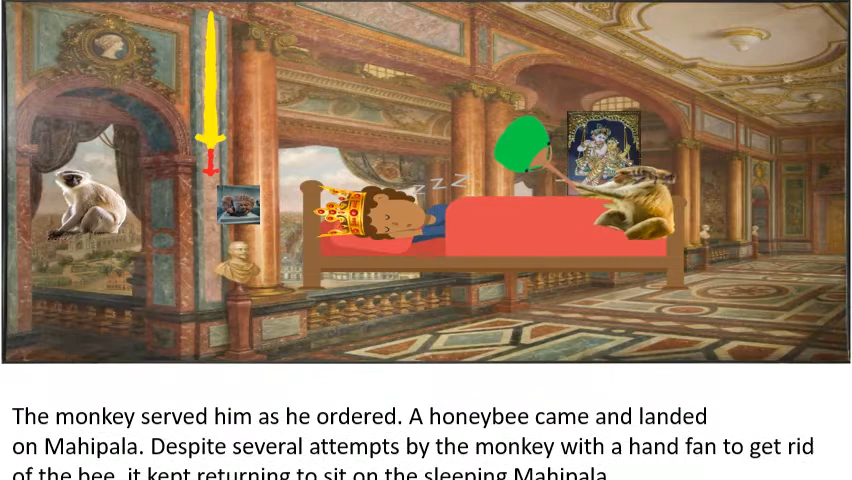 z z z
The monkey served him as he ordered. A honeybee came and landed
on Mahipala. Despite several attempts by the monkey with a hand fan to get rid
of the bee, it kept returning to sit on the sleeping Mahipala